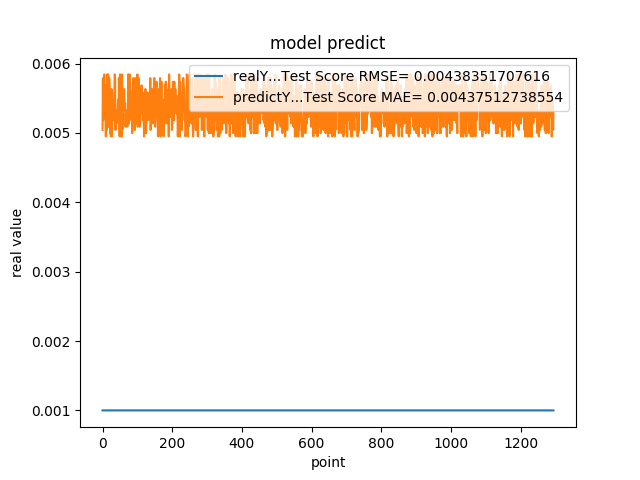 model predict
realY...Test Score RMSE= 0.00438351707616
predictY...Test Score MAE= 0.00437512738554
0.006
0.005
0.004
0.003
0.002
0.001
real value
0 200 400 600 800 1000 1200
point